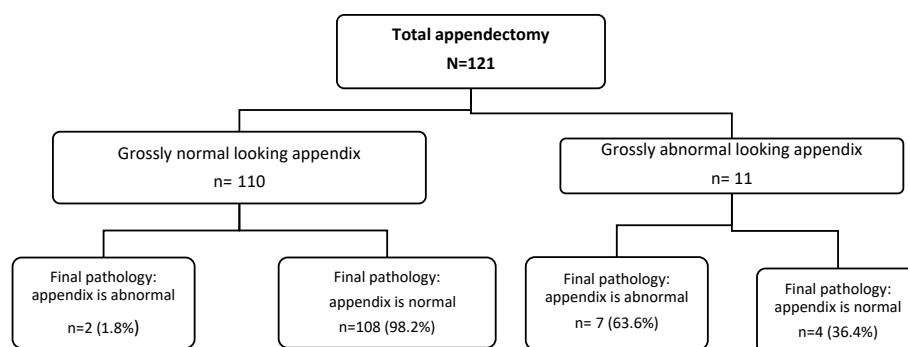 Total appendectomy
N=121
Grossly normal looking appendix
n= 110
Grossly abnormal looking appendix
n= 11
Final pathology:
appendix is abnormal
n=2 (1.8%)
Final pathology:
appendix is normal
n=108 (98.2%)
Final pathology:
appendix is abnormal
n= 7 (63.6%)
Final pathology:
appendix is normal
n=4 (36.4%)